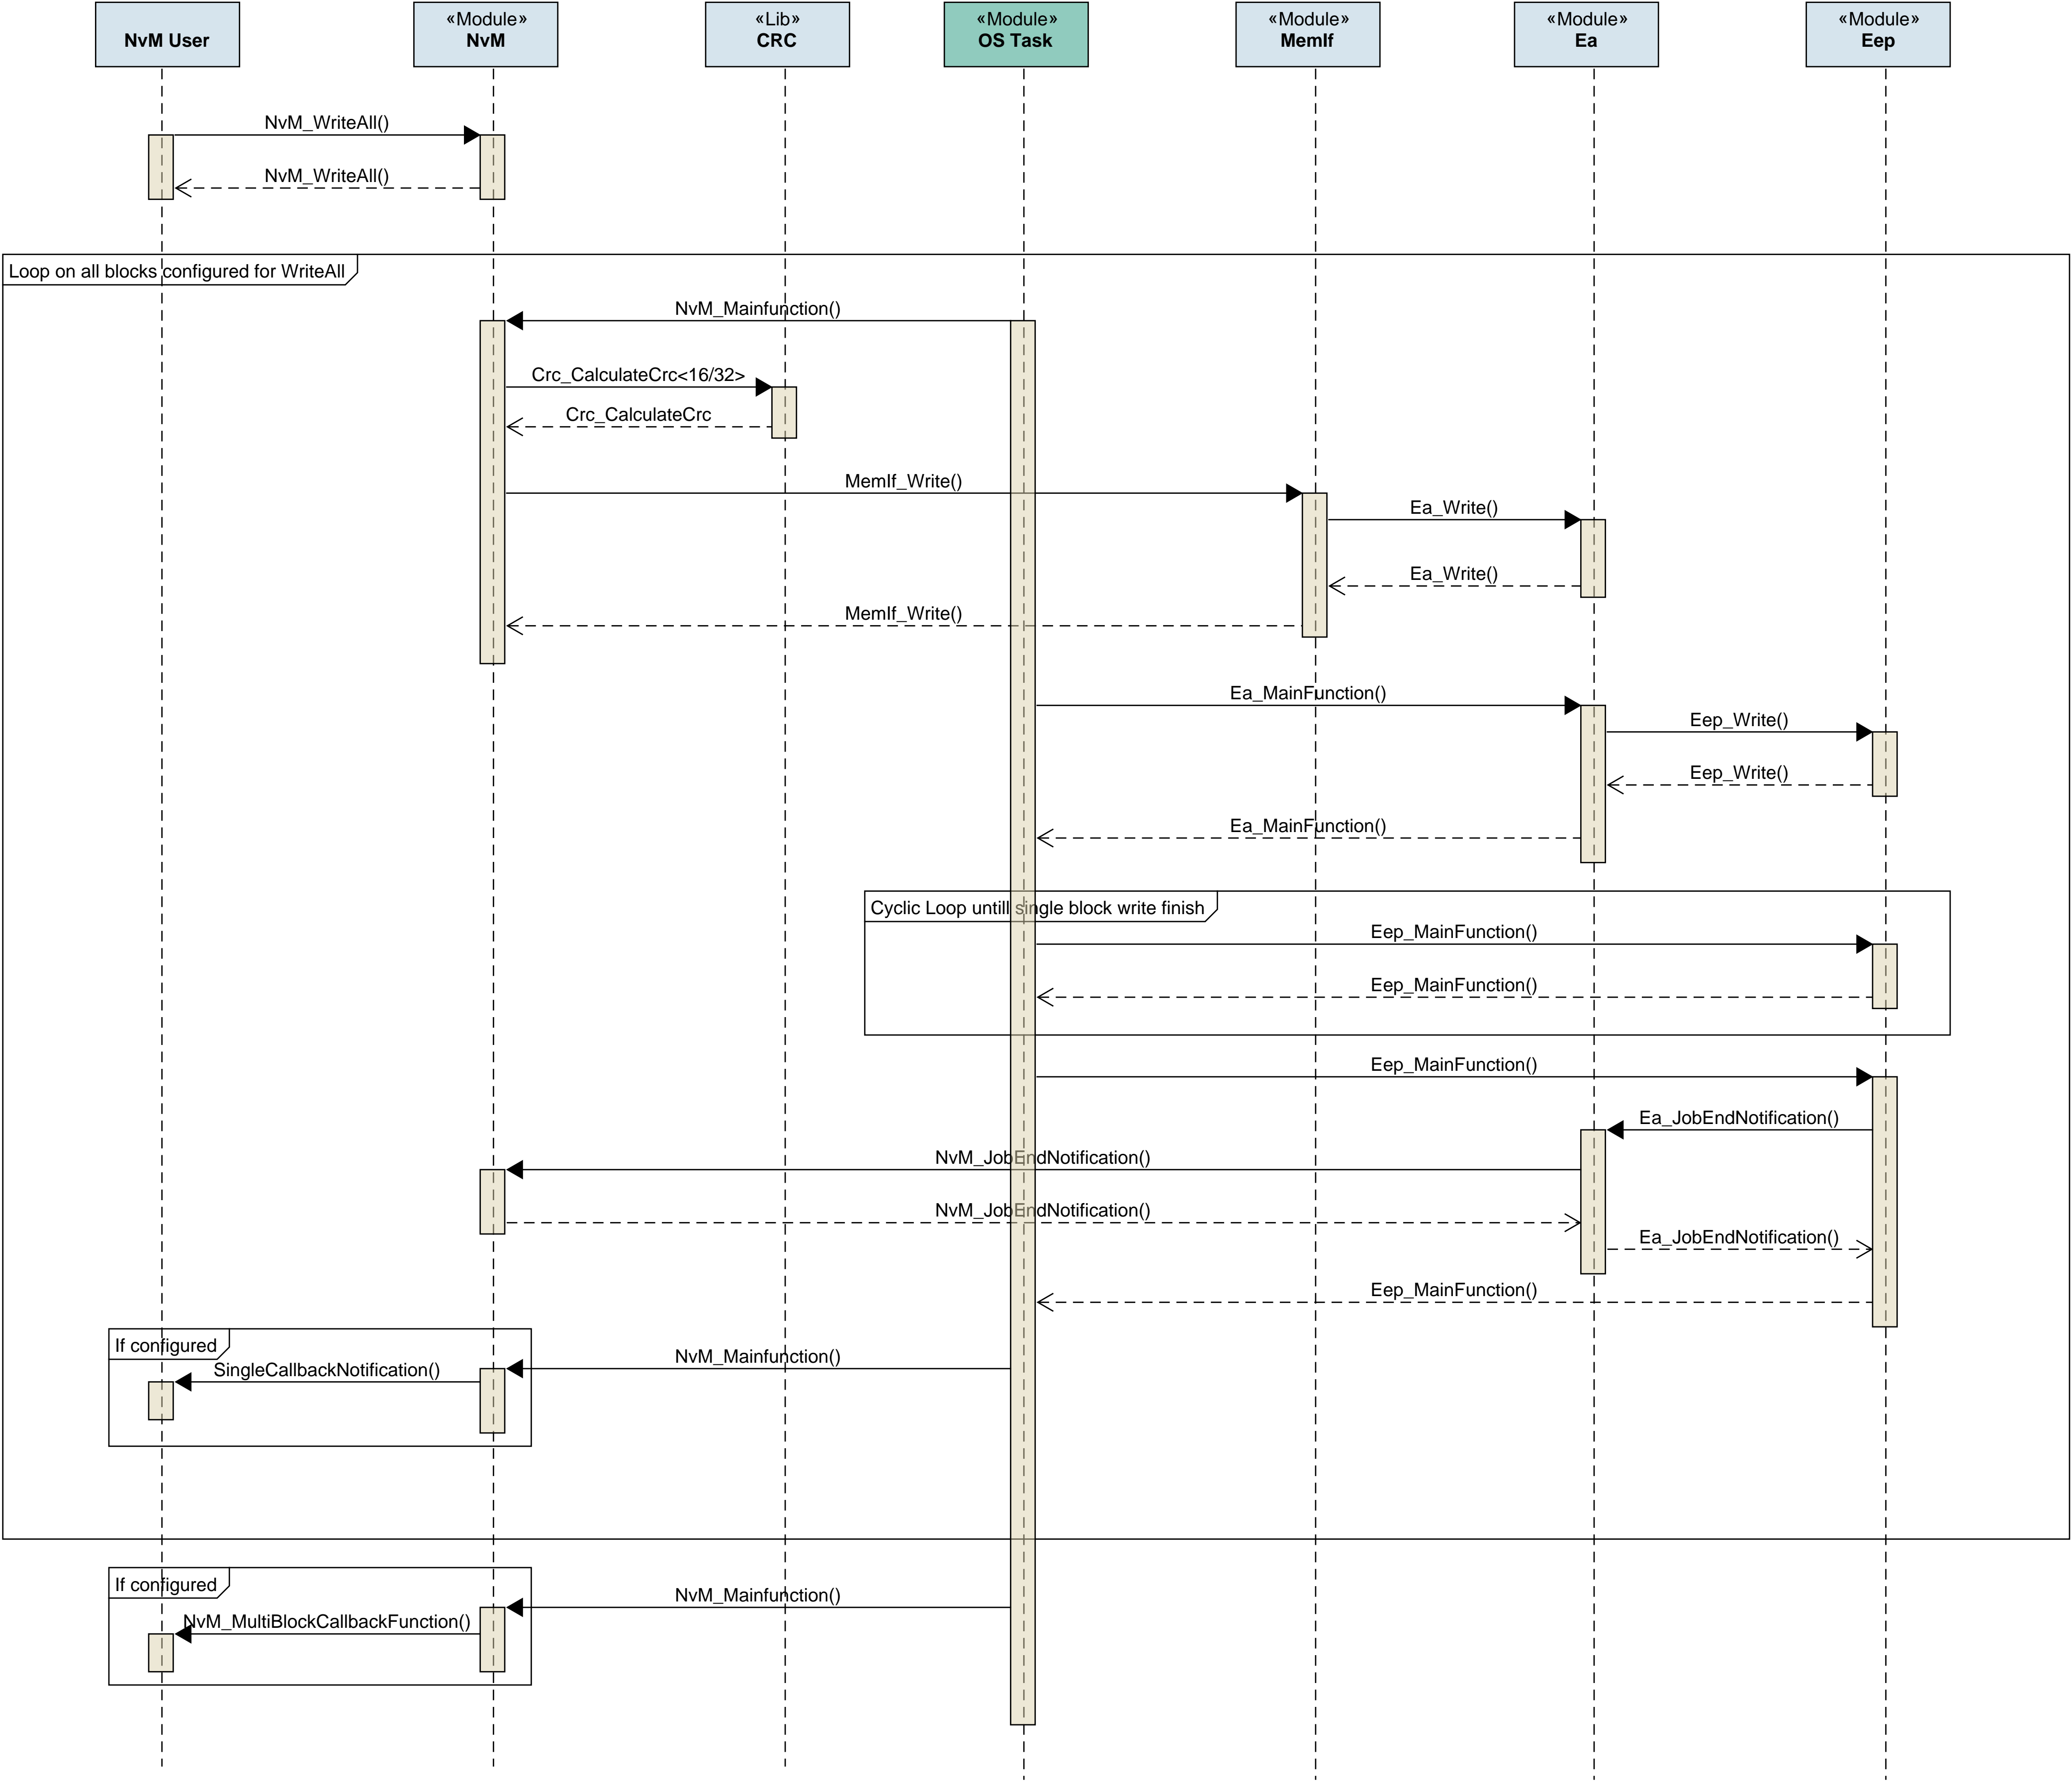 NvM User
«Module»
NvM
«Lib»
CRC
«Module»
OS Task
«Module»
MemIf
«Module»
Ea
«Module»
Eep
NvM_WriteAll()
NvM_WriteAll()
Loop on all blocks configured for WriteAll
NvM_Mainfunction()
Crc_CalculateCrc<16/32>
Crc_CalculateCrc
MemIf_Write()
Ea_Write()
Ea_Write()
MemIf_Write()
Ea_MainFunction()
Eep_Write()
Eep_Write()
Ea_MainFunction()
Cyclic Loop untill single block write finish
Eep_MainFunction()
Eep_MainFunction()
Eep_MainFunction()
Ea_JobEndNotification()
NvM_JobEndNotification()
NvM_JobEndNotification()
Ea_JobEndNotification()
Eep_MainFunction()
If configured
NvM_Mainfunction()
SingleCallbackNotification()
If configured
NvM_Mainfunction()
NvM_MultiBlockCallbackFunction()